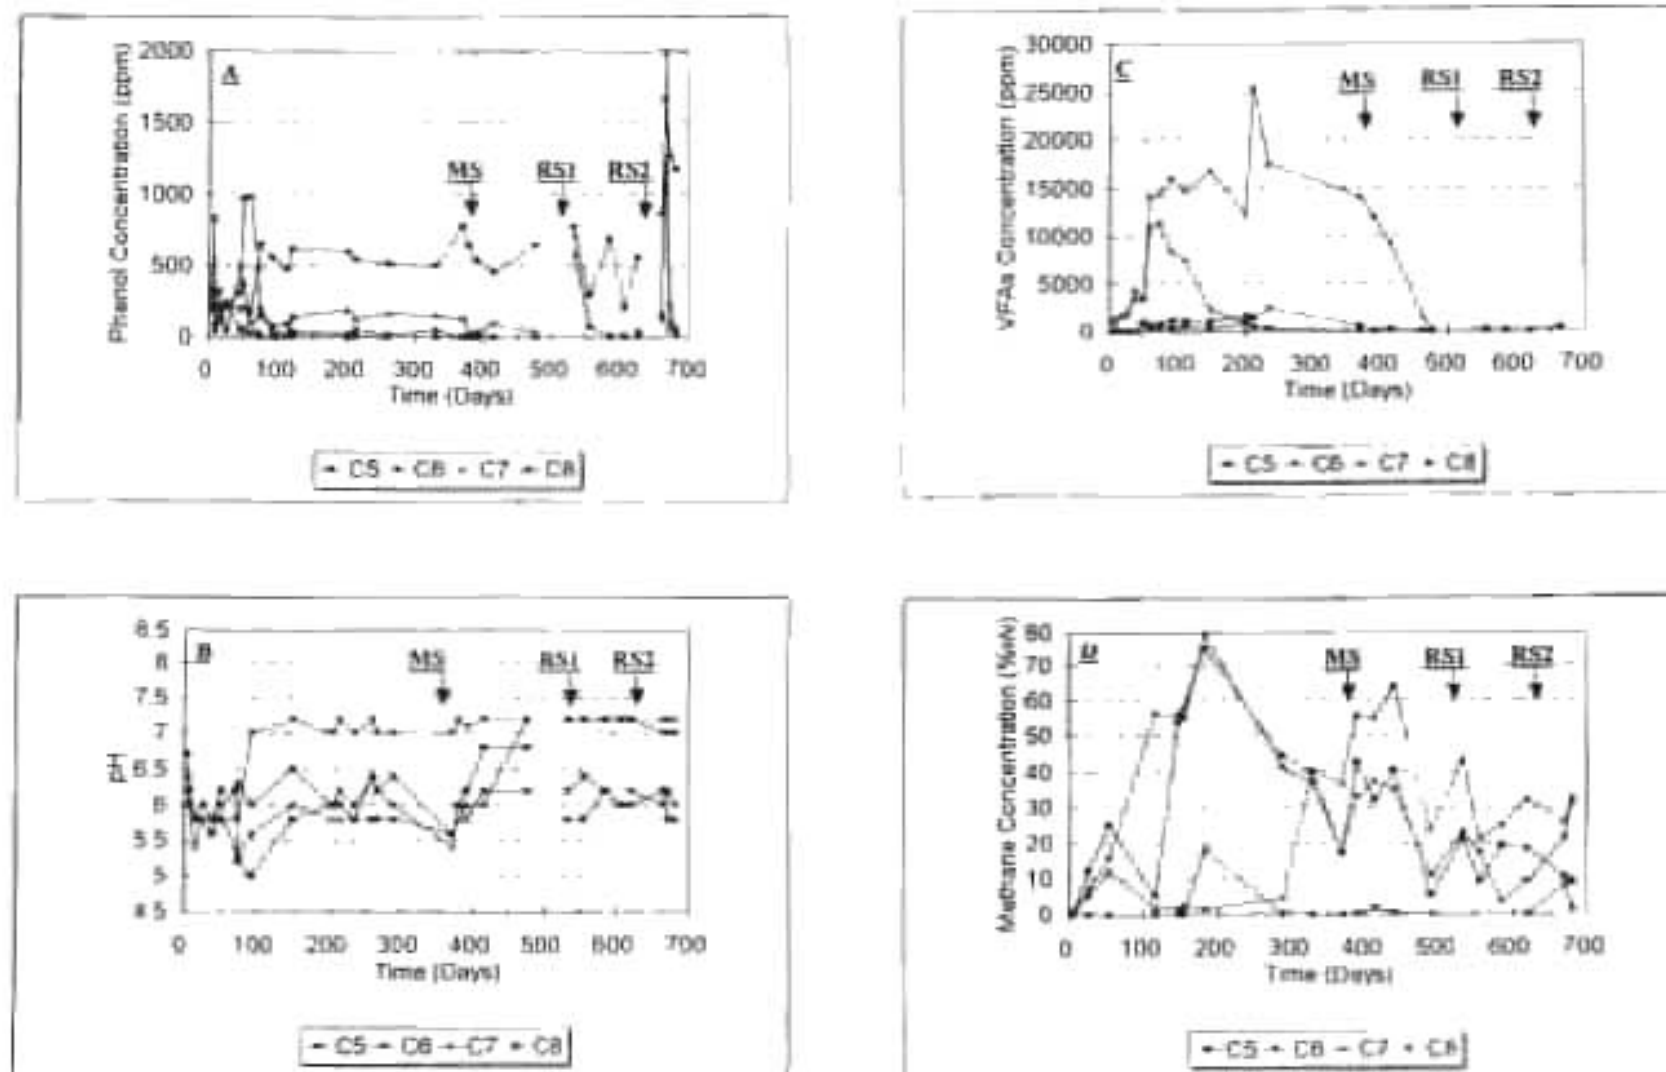 A
Phenol Concentration (ppm)
2000
1500
1000
500
0
MS RS1 RS2
0 100 200 300 400 500 600 700
Time (Days)
C5 C6 C7 C8
C
VFAs Concentration (ppm)
30000
25000
20000
15000
10000
5000
0
MS RS1 RS2
0 100 200 300 400 500 600 700
Time (Days)
C5 C6 C7 C8
B
pH
8.5
8
7.5
7
6.5
6
5.5
5
8.5
MS RS1 RS2
0 100 200 300 400 500 600 700
Time (Days)
C5 C6 C7 C8
D
Methane Concentration (%v/v)
80
70
60
50
40
30
20
10
0
MS RS1 RS2
0 100 200 300 400 500 600 700
Time (Days)
C5 C6 C7 C8